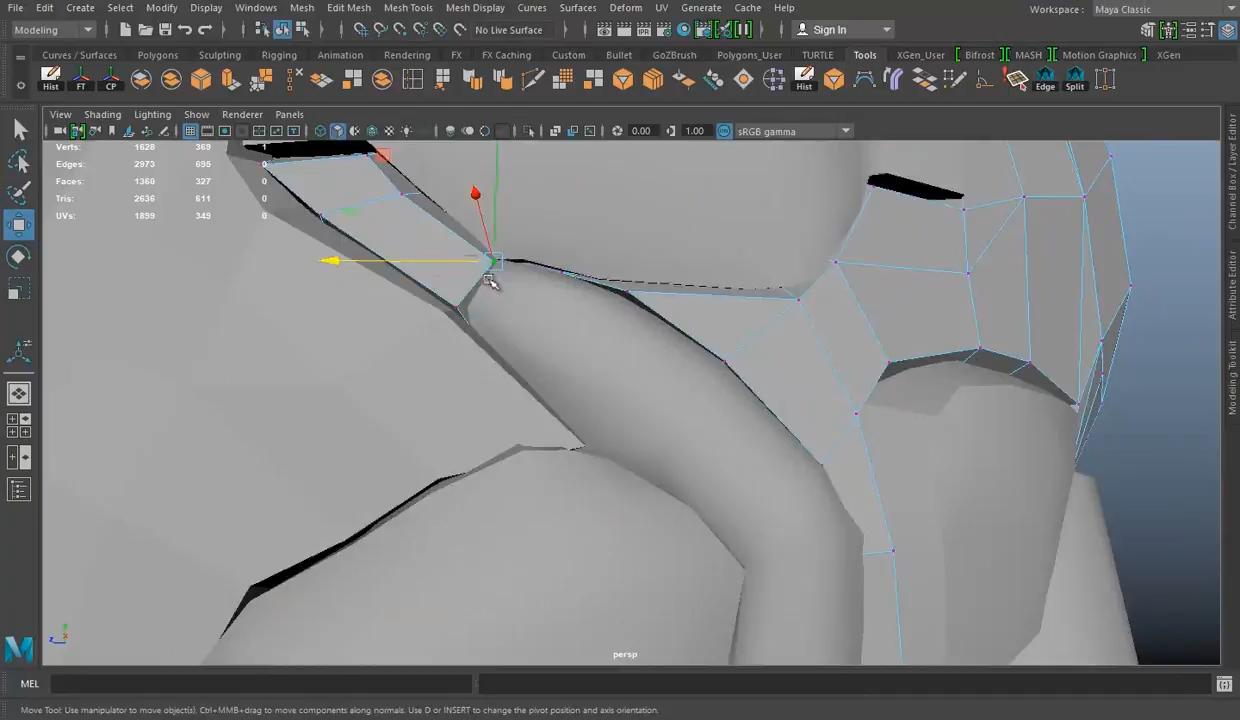 File Edit Create Select Modify Display Windows Mesh Edit Mesh Mesh Tools Mesh Display Curves Surfaces Deform UV Generate Cache Help
Workspace : Maya Classic
Modeling No Live Surface Sign In
Curves / Surfaces Polygons Sculpting Rigging Animation Rendering FX FX Caching Custom Bullet GoZBrush Polygons_User TURTLE Tools XGen_User Bifrost MASH Motion Graphics XGen
Hist FT CP Hist Edge Split
View Shading Lighting Show Renderer Panels
0.00 1.00 sRGB gamma
Verts: 1628 369 1
Edges: 2973 695 0
Faces: 1360 327 0
Tris: 2636 611 0
UVs: 1899 349 0
Channel Box / Layer Editor
Attribute Editor
Modeling Toolkit
persp
MEL
Move Tool: Use manipulator to move object(s). Ctrl+MMB+drag to move components along normals. Use D or INSERT to change the pivot position and axis orientation.